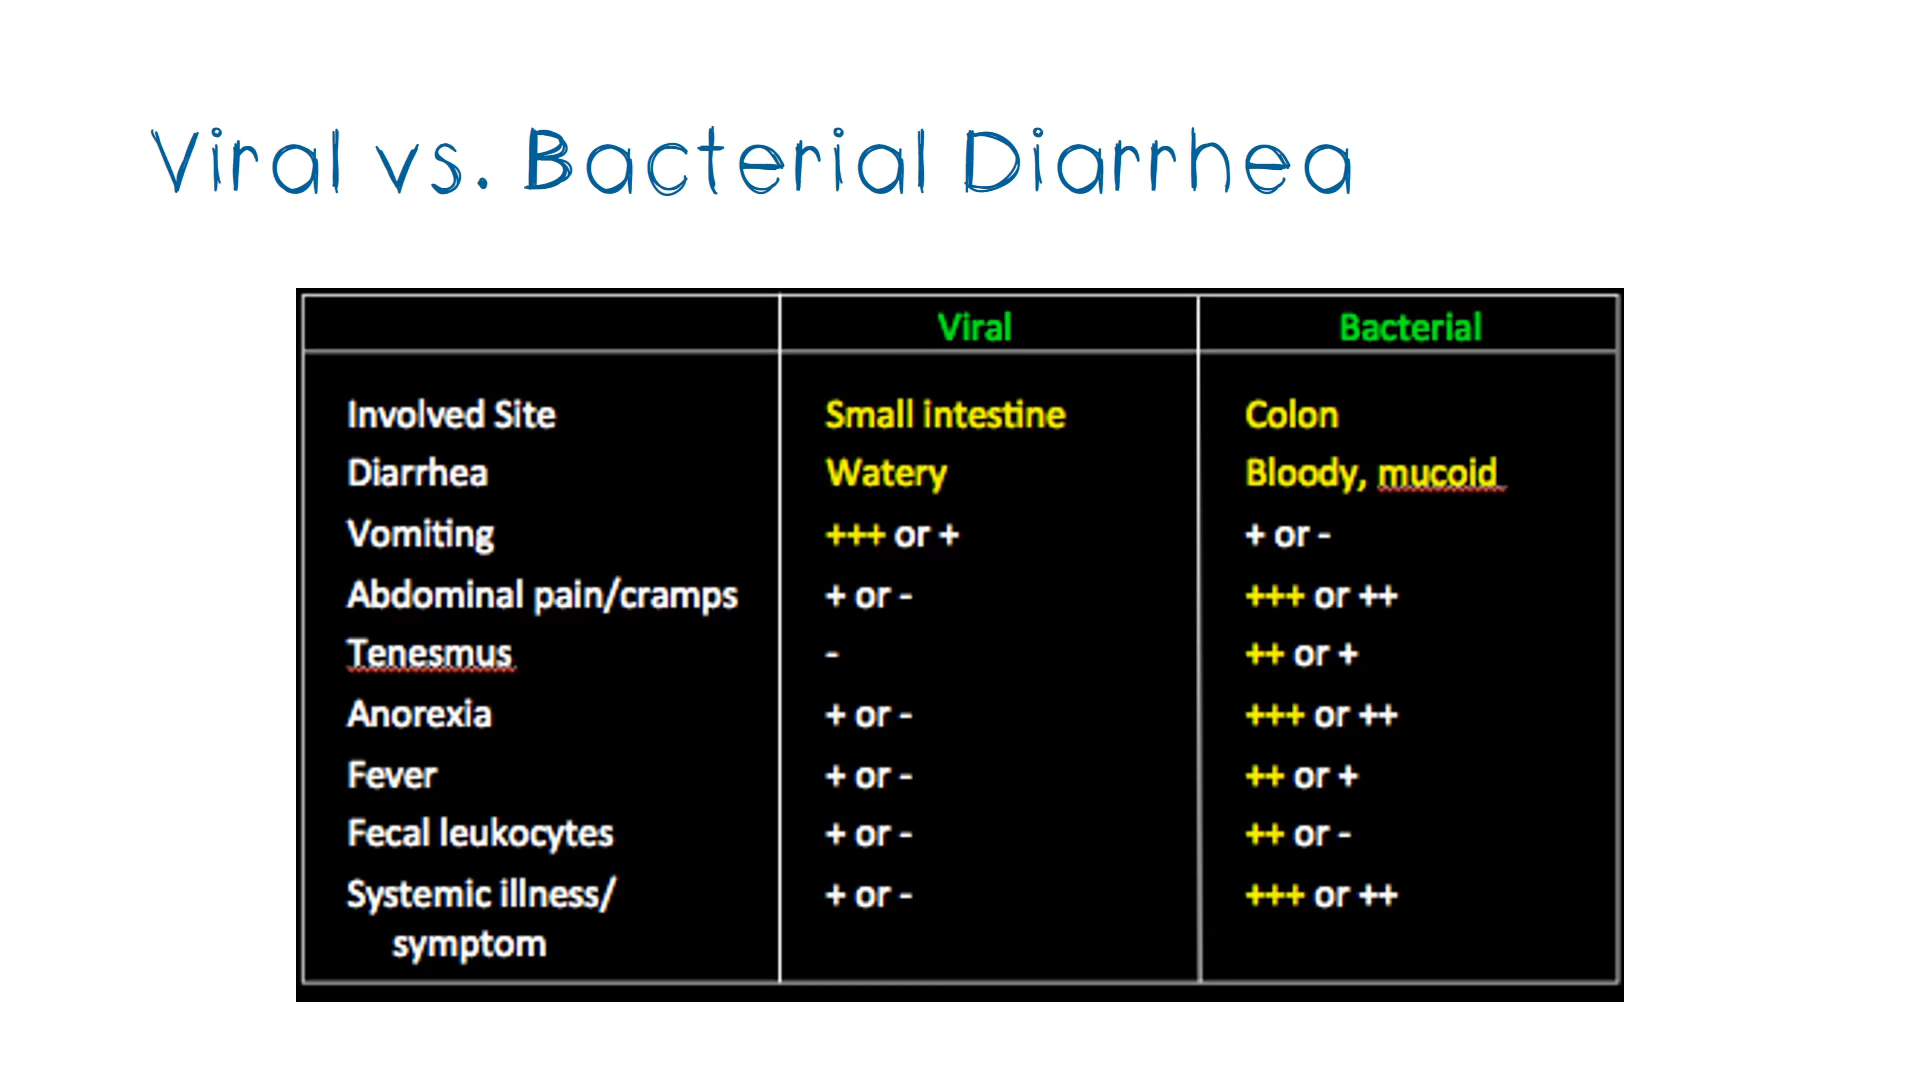 Viral vs. Bacterial Diarrhea
Viral Bacterial
Involved Site Small intestine Colon
Diarrhea Watery Bloody, mucoid
Vomiting +++ or + + or -
Abdominal pain/cramps + or - +++ or ++
Tenesmus - ++ or +
Anorexia + or - +++ or ++
Fever + or - ++ or +
Fecal leukocytes + or - ++ or -
Systemic illness/ + or - +++ or ++
symptom